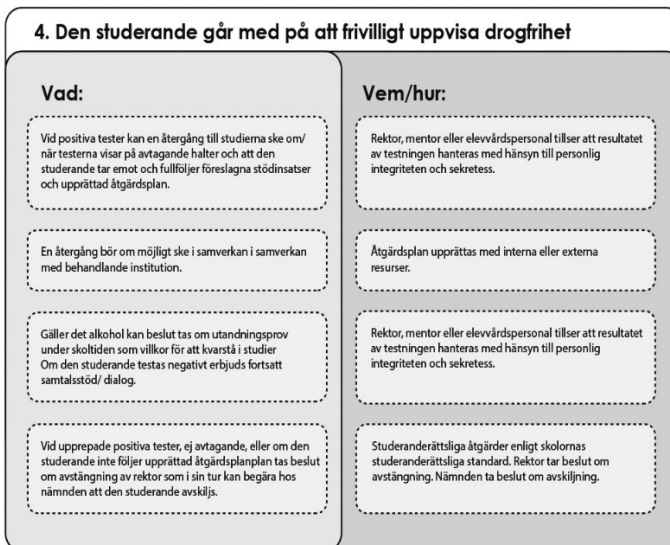 4. Den studerande går med på att frivilligt uppvisa drogfrihet
Vad:
Vid positiva tester kan en återgång till studierna ske om/
när testerna visar på avtagande halter och att den
studerande tar emot och fullföljer föreslagna stödinsatser
och upprättad åtgärdsplan.
En återgång bör om möjligt ske i samverkan i samverkan
med behandlande institution.
Gäller det alkohol kan beslut tas om utandningsprov
under skoltiden som villkor för att kvarstå i studier
Om den studerande testas negativt erbjuds fortsatt
samtalsstöd/ dialog.
Vid upprepade positiva tester, ej avtagande, eller om den
studerande inte följer upprättad åtgärdsplanplan tas beslut
om avstängning av rektor som i sin tur kan begära hos
nämnden att den studerande avskiljs.
Vem/hur:
Rektor, mentor eller elevvårdspersonal tillser att resultatet
av testningen hanteras med hänsyn till personlig
integriteten och sekretess.
Åtgärdsplan upprättas med interna eller externa
resurser.
Rektor, mentor eller elevvårdspersonal tillser att resultatet
av testningen hanteras med hänsyn till personlig
integriteten och sekretess.
Studeranderättsliga åtgärder enligt skolornas
studeranderättsliga standard. Rektor tar beslut om
avstängning. Nämnden ta beslut om avskiljning.